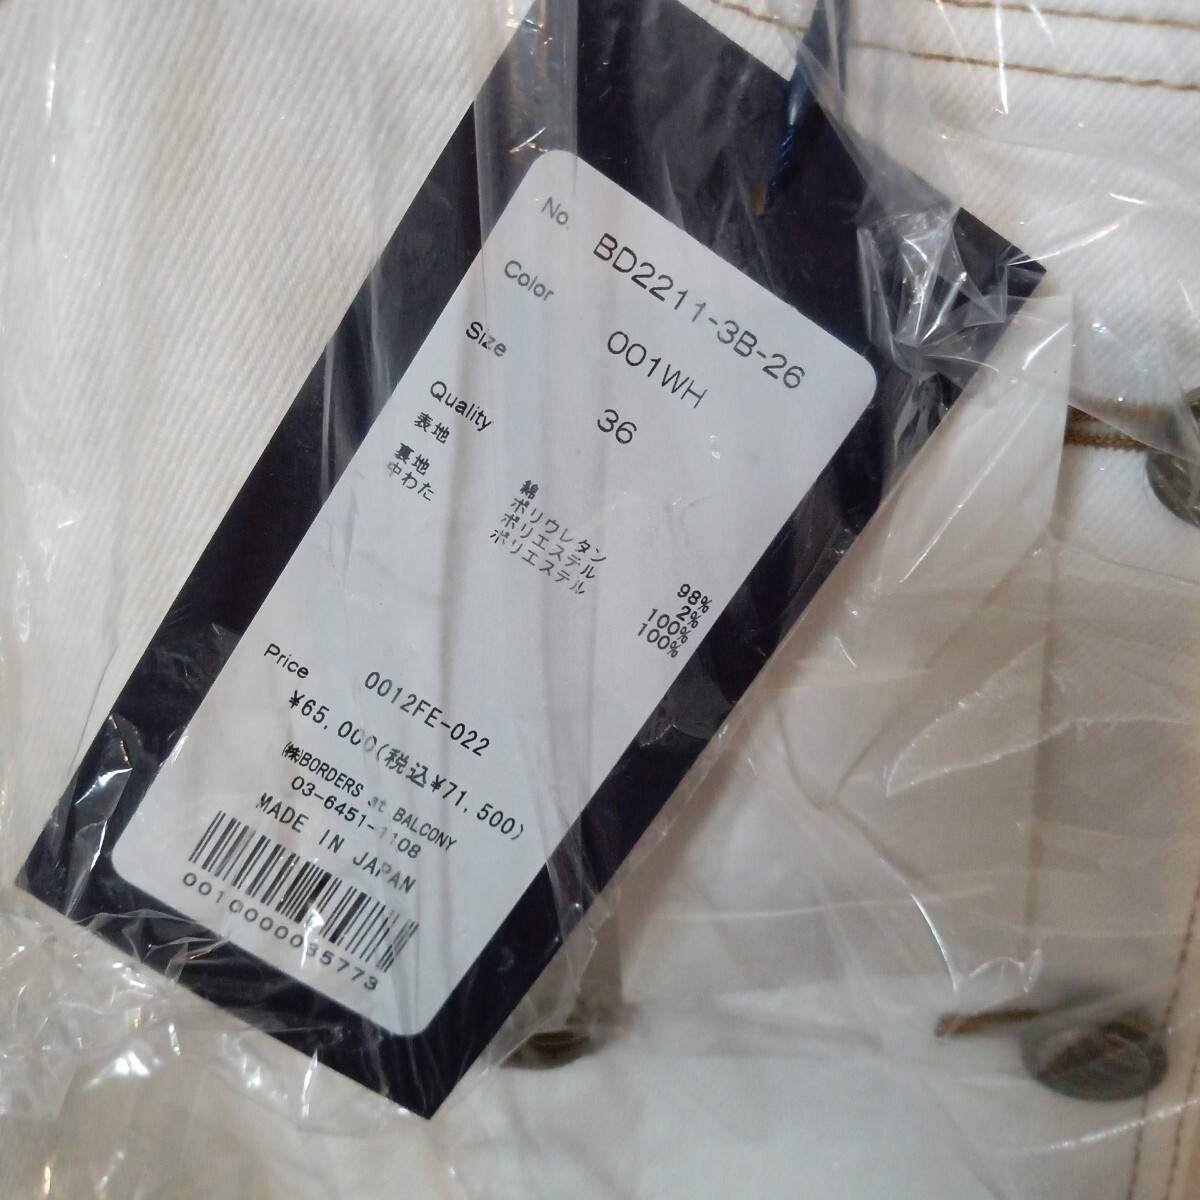 No. BD2211-3B-26
Color 001WH
Size 36
Quality
表地 綿 98%
ポリウレタン 2%
裏地 ポリエステル 100%
中わた ポリエステル 100%
0012FE-022
Price ¥65,000(税込¥71,500)
㈱BORDERS at BALCONY
03-6451-1108
MADE IN JAPAN
0010000035773